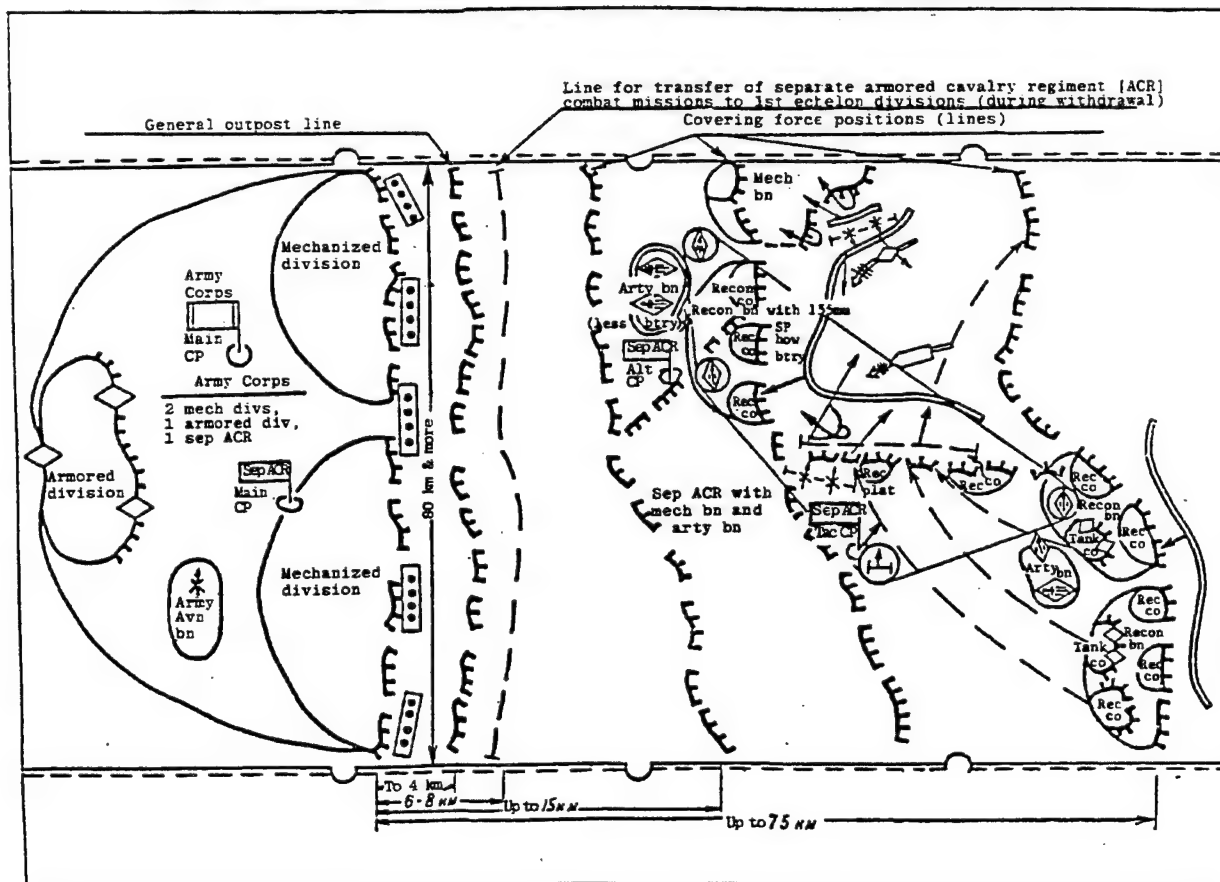 Line for transfer of separate armored cavalry regiment [ACR]
combat missions to 1st echelon divisions (during withdrawal)
General outpost line
Covering force positions (lines)
Mech
bn
Mechanized
division
Army
Corps
Main
CP
Army Corps
2 mech divs,
1 armored div,
1 sep ACR
Armored
division
Sep ACR
Main
CP
Mechanized
division
Army
Avn
bn
80 km & more
Arty bn
(less btry)
Sep ACR
Alt
CP
Recon
co
Recon bn with 155mm
SP
how
btry
Rec
co
Rec
co
Sep ACR with
mech bn and
arty bn
Rec
plat
Rec co
Sep ACR
Tac CP
Rec
co
Recon
bn
Tank
co
Rec
co
Arty bn
Rec
co
Recon
bn
Tank
co
Rec
co
Rec
co
To 4 km
6-8 км
Up to 15 км
Up to 75 км